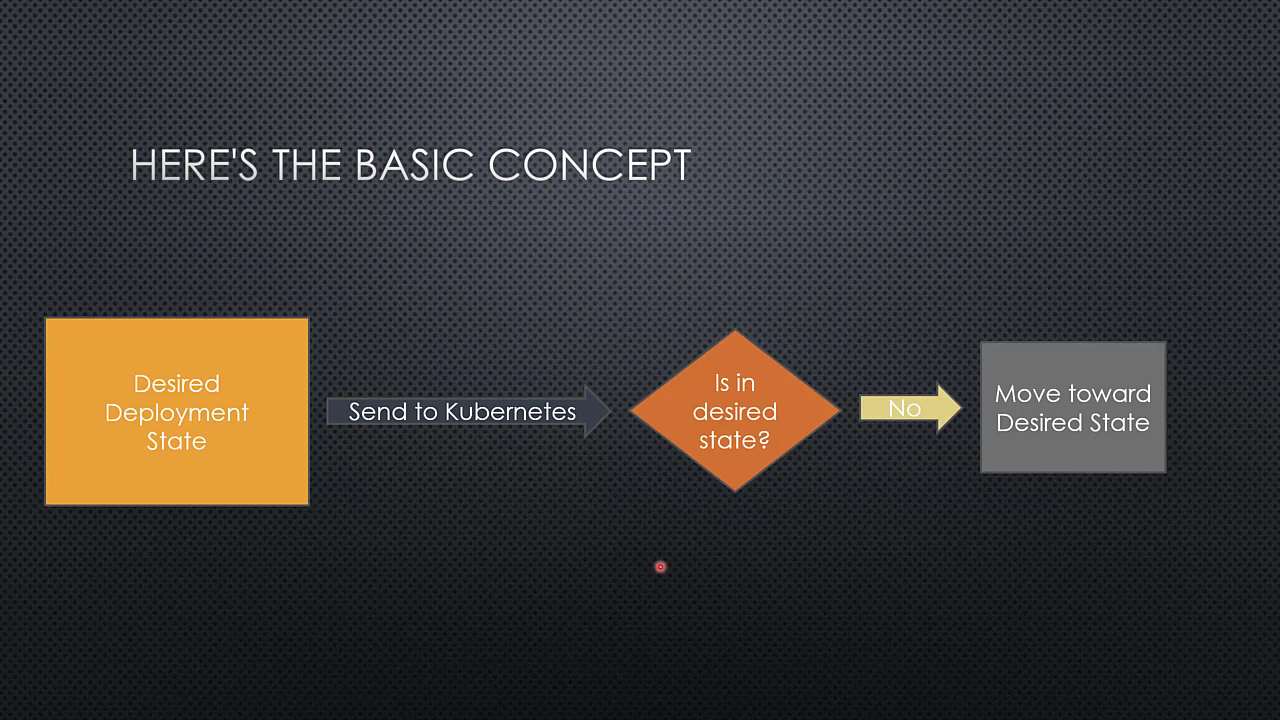 HERE'S THE BASIC CONCEPT
Desired
Deployment
State
Send to Kubernetes
Is in
desired
state?
No
Move toward
Desired State